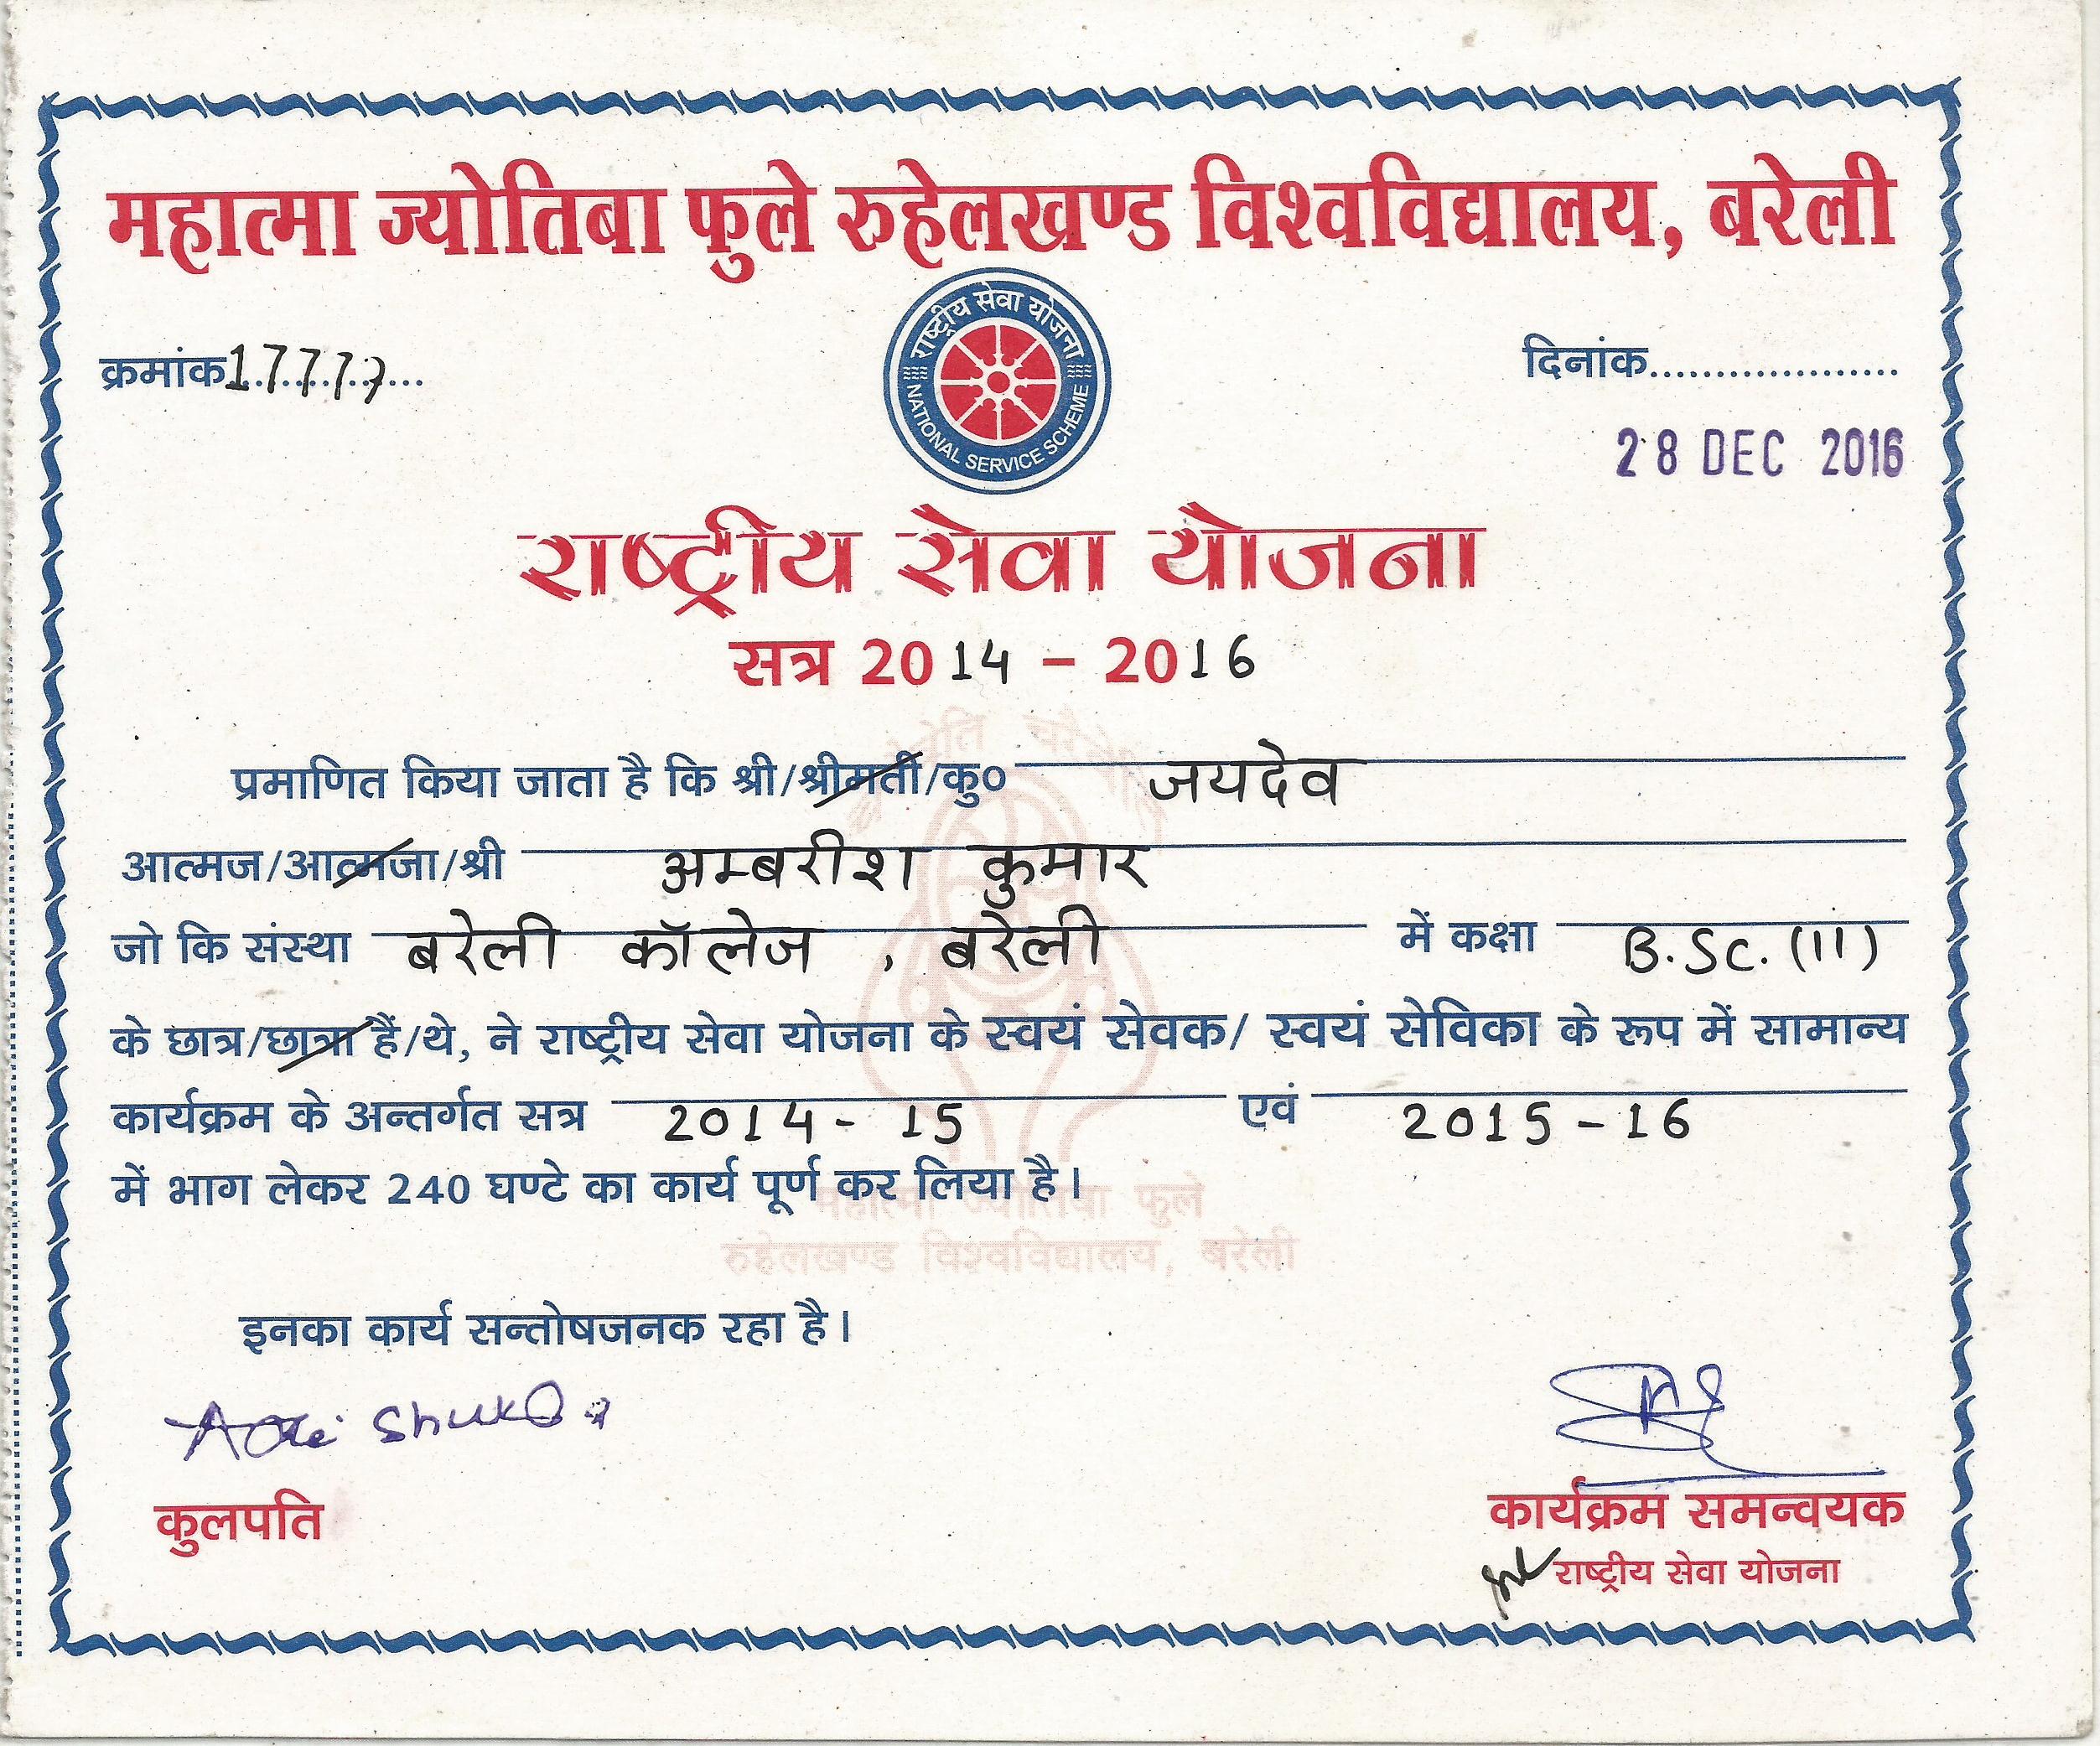 महात्मा ज्योतिबा फुले रुहेलखण्ड विश्वविद्यालय, बरेली
राष्ट्रीय सेवा योजना
NATIONAL SERVICE SCHEME
क्रमांक 17777
दिनांक....................
28 DEC 2016
राष्ट्रीय सेवा योजना
सत्र 2014 - 2016
प्रमाणित किया जाता है कि श्री/श्रीमती/कु० जयदेव
आत्मज/आत्मजा/श्री अम्बरीश कुमार
जो कि संस्था बरेली कॉलेज , बरेली में कक्षा B.Sc. (II)
के छात्र/छात्रा हैं/थे, ने राष्ट्रीय सेवा योजना के स्वयं सेवक/ स्वयं सेविका के रूप में सामान्य
कार्यक्रम के अन्तर्गत सत्र 2014- 15 एवं 2015 - 16
में भाग लेकर 240 घण्टे का कार्य पूर्ण कर लिया है।
महात्मा ज्योतिबा फुले
रुहेलखण्ड विश्वविद्यालय, बरेली
इनका कार्य सन्तोषजनक रहा है।
Shukla
कुलपति
कार्यक्रम समन्वयक
राष्ट्रीय सेवा योजना